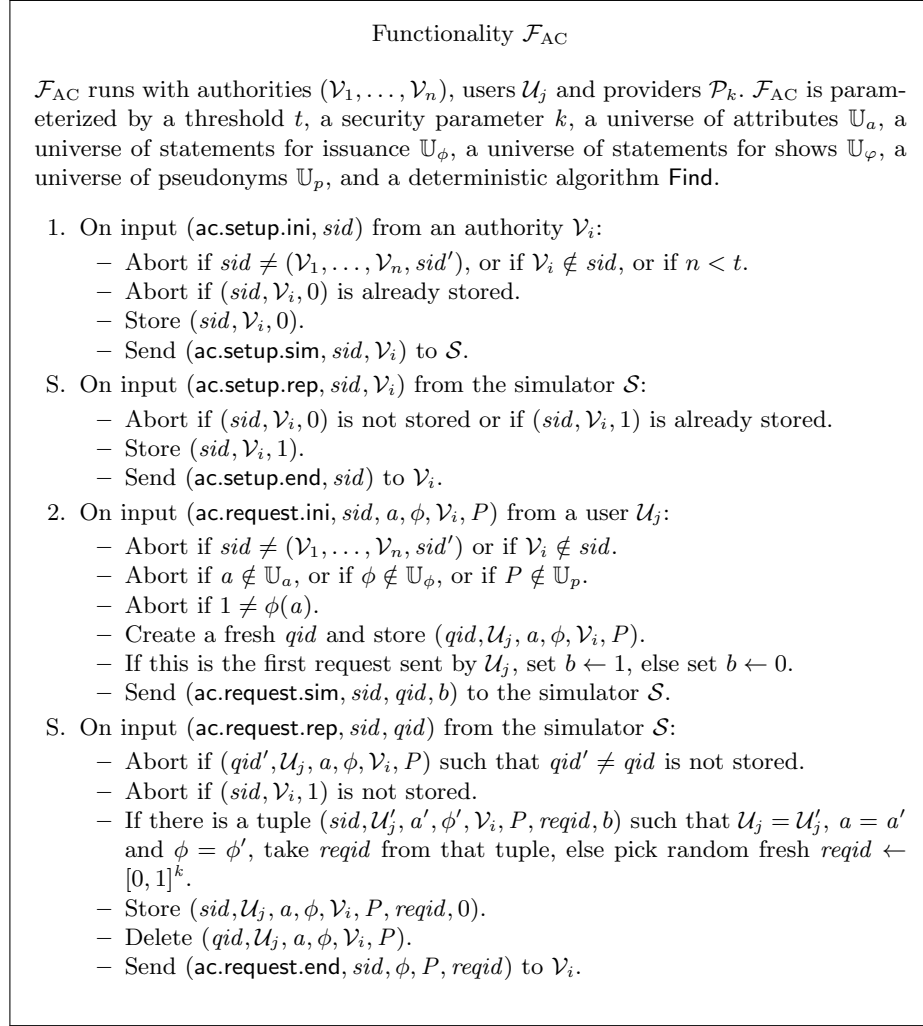 Functionality 𝓕_AC
𝓕_AC runs with authorities (𝒱_1, . . . , 𝒱_n), users 𝒰_j and providers 𝒫_k. 𝓕_AC is param-
eterized by a threshold t, a security parameter k, a universe of attributes 𝕌_a, a
universe of statements for issuance 𝕌_ϕ, a universe of statements for shows 𝕌_φ, a
universe of pseudonyms 𝕌_p, and a deterministic algorithm Find.
1. On input (ac.setup.ini, sid) from an authority 𝒱_i:
– Abort if sid ≠ (𝒱_1, . . . , 𝒱_n, sid′), or if 𝒱_i ∉ sid, or if n < t.
– Abort if (sid, 𝒱_i, 0) is already stored.
– Store (sid, 𝒱_i, 0).
– Send (ac.setup.sim, sid, 𝒱_i) to 𝒮.
S. On input (ac.setup.rep, sid, 𝒱_i) from the simulator 𝒮:
– Abort if (sid, 𝒱_i, 0) is not stored or if (sid, 𝒱_i, 1) is already stored.
– Store (sid, 𝒱_i, 1).
– Send (ac.setup.end, sid) to 𝒱_i.
2. On input (ac.request.ini, sid, a, ϕ, 𝒱_i, P) from a user 𝒰_j:
– Abort if sid ≠ (𝒱_1, . . . , 𝒱_n, sid′) or if 𝒱_i ∉ sid.
– Abort if a ∉ 𝕌_a, or if ϕ ∉ 𝕌_ϕ, or if P ∉ 𝕌_p.
– Abort if 1 ≠ ϕ(a).
– Create a fresh qid and store (qid, 𝒰_j, a, ϕ, 𝒱_i, P).
– If this is the first request sent by 𝒰_j, set b ← 1, else set b ← 0.
– Send (ac.request.sim, sid, qid, b) to the simulator 𝒮.
S. On input (ac.request.rep, sid, qid) from the simulator 𝒮:
– Abort if (qid′, 𝒰_j, a, ϕ, 𝒱_i, P) such that qid′ ≠ qid is not stored.
– Abort if (sid, 𝒱_i, 1) is not stored.
– If there is a tuple (sid, 𝒰′_j, a′, ϕ′, 𝒱_i, P, reqid, b) such that 𝒰_j = 𝒰′_j, a = a′
and ϕ = ϕ′, take reqid from that tuple, else pick random fresh reqid ←
[0, 1]^k.
– Store (sid, 𝒰_j, a, ϕ, 𝒱_i, P, reqid, 0).
– Delete (qid, 𝒰_j, a, ϕ, 𝒱_i, P).
– Send (ac.request.end, sid, ϕ, P, reqid) to 𝒱_i.